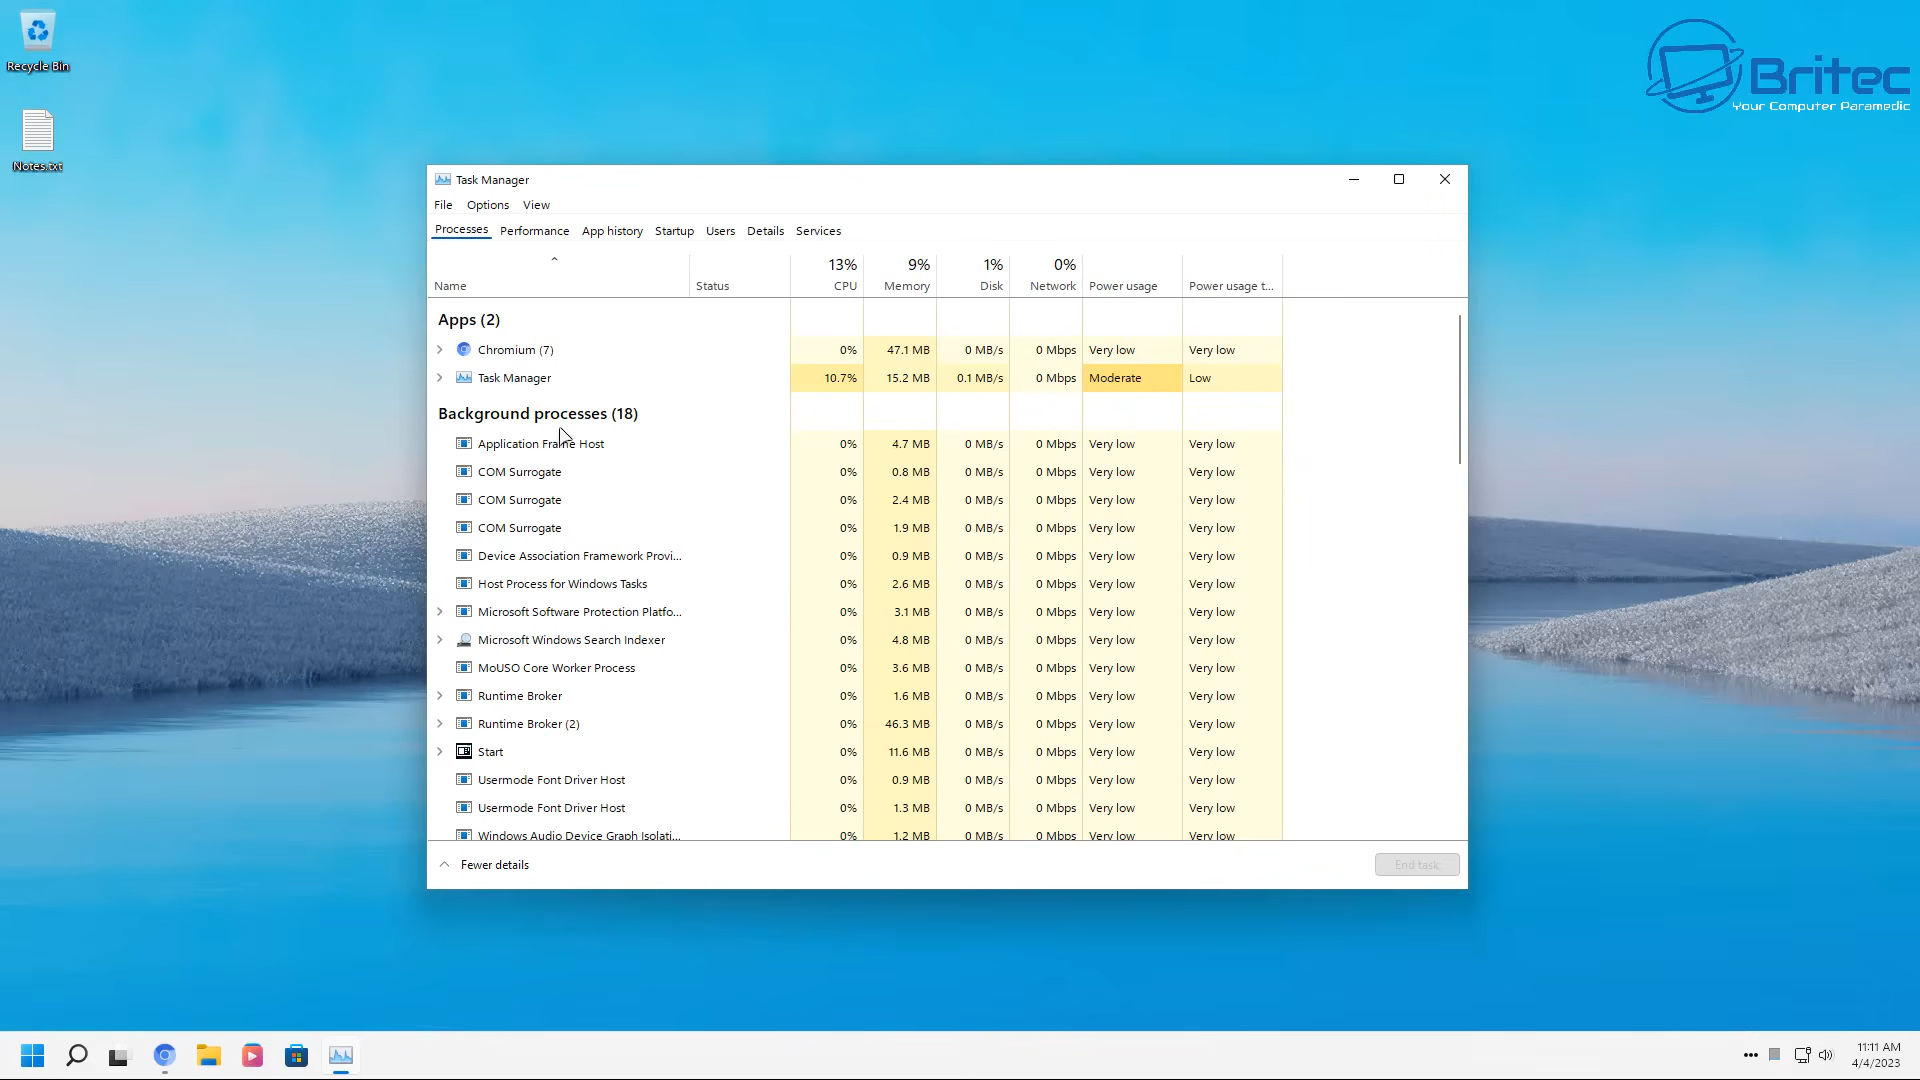 Recycle Bin
Notes.txt
Britec
Your Computer Paramedic
Task Manager
File Options View
Processes Performance App history Startup Users Details Services
13% 9% 1% 0%
Name Status CPU Memory Disk Network Power usage Power usage t...
Apps (2)
Chromium (7) 0% 47.1 MB 0 MB/s 0 Mbps Very low Very low
Task Manager 10.7% 15.2 MB 0.1 MB/s 0 Mbps Moderate Low
Background processes (18)
Application Frame Host 0% 4.7 MB 0 MB/s 0 Mbps Very low Very low
COM Surrogate 0% 0.8 MB 0 MB/s 0 Mbps Very low Very low
COM Surrogate 0% 2.4 MB 0 MB/s 0 Mbps Very low Very low
COM Surrogate 0% 1.9 MB 0 MB/s 0 Mbps Very low Very low
Device Association Framework Provi... 0% 0.9 MB 0 MB/s 0 Mbps Very low Very low
Host Process for Windows Tasks 0% 2.6 MB 0 MB/s 0 Mbps Very low Very low
Microsoft Software Protection Platfo... 0% 3.1 MB 0 MB/s 0 Mbps Very low Very low
Microsoft Windows Search Indexer 0% 4.8 MB 0 MB/s 0 Mbps Very low Very low
MoUSO Core Worker Process 0% 3.6 MB 0 MB/s 0 Mbps Very low Very low
Runtime Broker 0% 1.6 MB 0 MB/s 0 Mbps Very low Very low
Runtime Broker (2) 0% 46.3 MB 0 MB/s 0 Mbps Very low Very low
Start 0% 11.6 MB 0 MB/s 0 Mbps Very low Very low
Usermode Font Driver Host 0% 0.9 MB 0 MB/s 0 Mbps Very low Very low
Usermode Font Driver Host 0% 1.3 MB 0 MB/s 0 Mbps Very low Very low
Windows Audio Device Graph Isolati... 0% 1.2 MB 0 MB/s 0 Mbps Very low Very low
Fewer details
End task
11:11 AM
4/4/2023